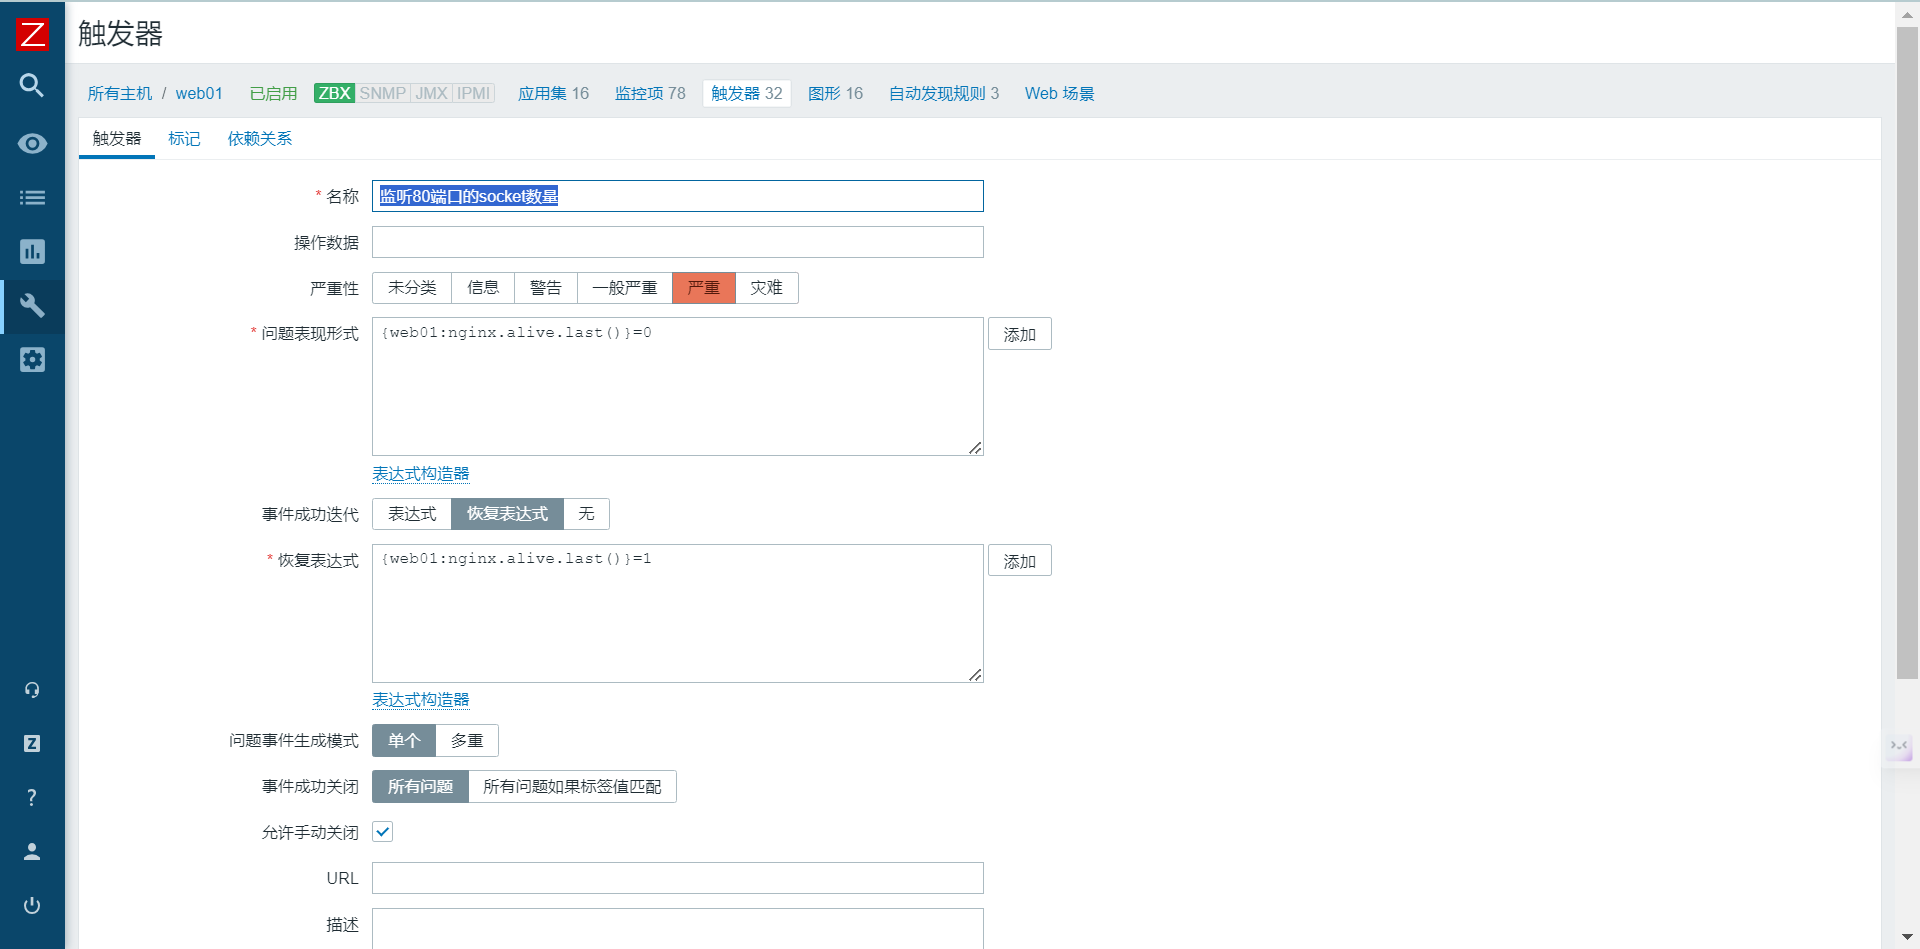 Z
触发器
所有主机 / web01 已启用 ZBX SNMP JMX IPMI 应用集 16 监控项 78 触发器 32 图形 16 自动发现规则 3 Web 场景
触发器 标记 依赖关系
* 名称 监听80端口的socket数量
操作数据
严重性 未分类 信息 警告 一般严重 严重 灾难
* 问题表现形式 {web01:nginx.alive.last()}=0 添加
表达式构造器
事件成功迭代 表达式 恢复表达式 无
* 恢复表达式 {web01:nginx.alive.last()}=1 添加
表达式构造器
问题事件生成模式 单个 多重
Z
事件成功关闭 所有问题 所有问题如果标签值匹配
?
允许手动关闭
URL
描述